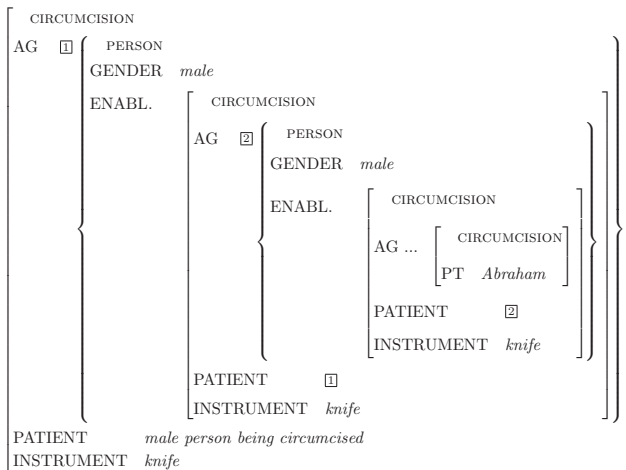 CIRCUMCISION
AG 1 PERSON
GENDER male
ENABL. CIRCUMCISION
AG 2 PERSON
GENDER male
ENABL. CIRCUMCISION
AG ... CIRCUMCISION
PT Abraham
PATIENT 2
INSTRUMENT knife
PATIENT 1
INSTRUMENT knife
PATIENT male person being circumcised
INSTRUMENT knife